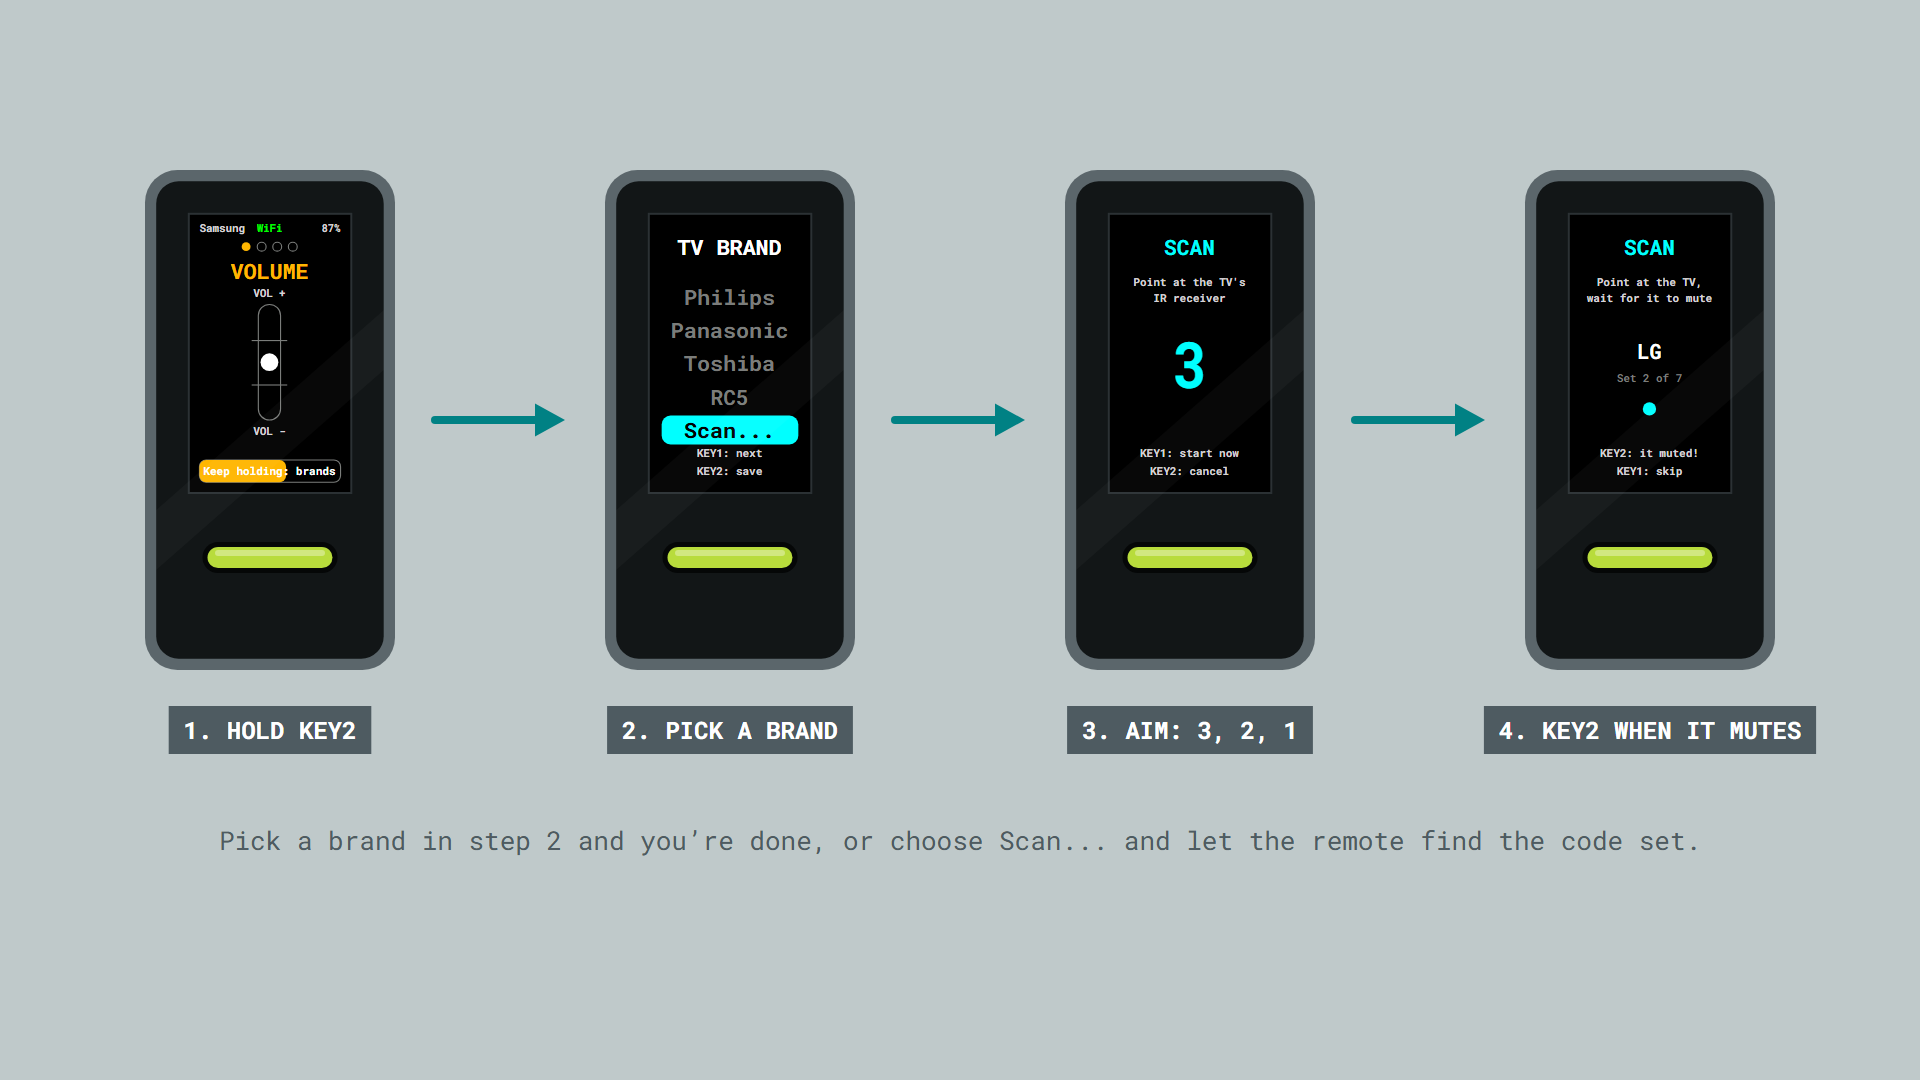 Samsung WiFi 87%
VOLUME
VOL +
VOL -
Keep holding: brands
1. HOLD KEY2
TV BRAND
Philips
Panasonic
Toshiba
RC5
Scan...
KEY1: next
KEY2: save
2. PICK A BRAND
SCAN
Point at the TV's
IR receiver
3
KEY1: start now
KEY2: cancel
3. AIM: 3, 2, 1
SCAN
Point at the TV,
wait for it to mute
LG
Set 2 of 7
KEY2: it muted!
KEY1: skip
4. KEY2 WHEN IT MUTES
Pick a brand in step 2 and you’re done, or choose Scan... and let the remote find the code set.